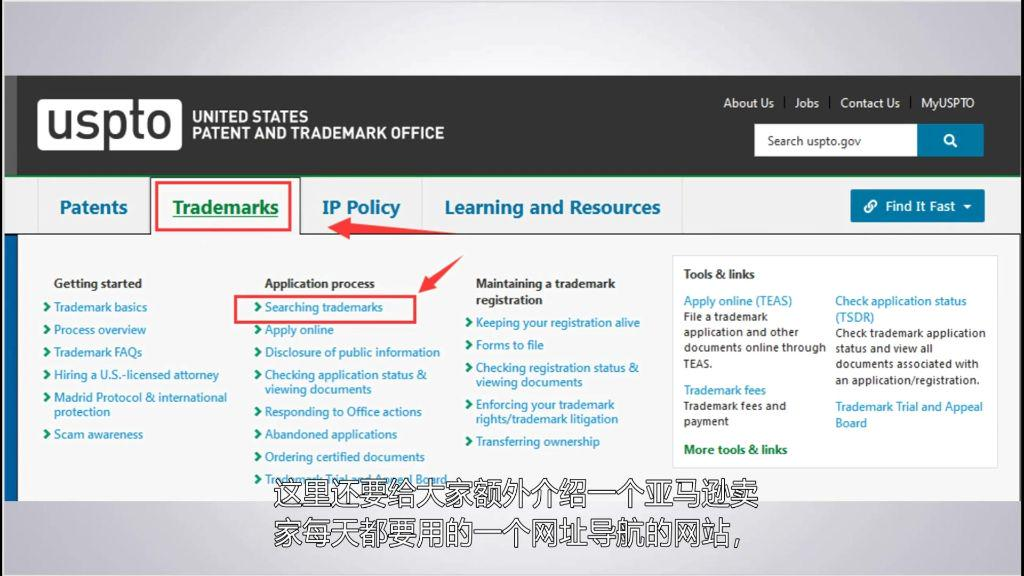 uspto
UNITED STATES
PATENT AND TRADEMARK OFFICE
About Us
Jobs
Contact Us
MyUSPTO
Search uspto.gov
Patents
Trademarks
IP Policy
Learning and Resources
Find It Fast
Getting started
Trademark basics
Process overview
Trademark FAQs
Hiring a U.S.-licensed attorney
Madrid Protocol & international
protection
Scam awareness
Application process
Searching trademarks
Apply online
Disclosure of public information
Checking application status &
viewing documents
Responding to Office actions
Abandoned applications
Ordering certified documents
Trademark Trial and Appeal Board
Maintaining a trademark
registration
Keeping your registration alive
Forms to file
Checking registration status &
viewing documents
Enforcing your trademark
rights/trademark litigation
Transferring ownership
Tools & links
Apply online (TEAS)
File a trademark
application and other
documents online through
TEAS.
Trademark fees
Trademark fees and
payment
More tools & links
Check application status
(TSDR)
Check trademark application
status and view all
documents associated with
an application/registration.
Trademark Trial and Appeal
Board
这里还要给大家额外介绍一个亚马逊卖
家每天都要用的一个网址导航的网站，